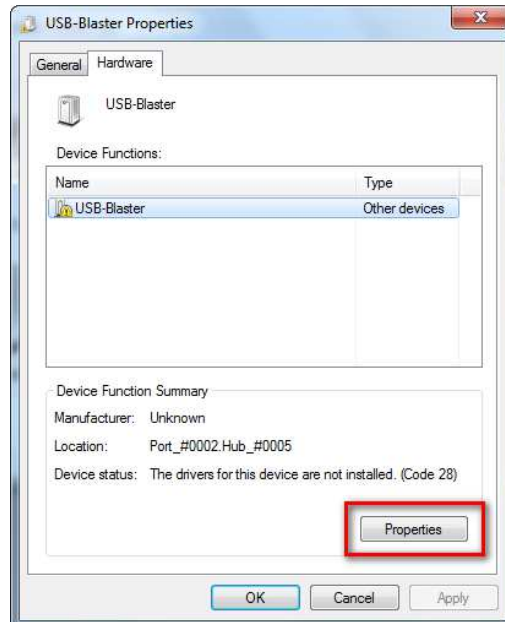 USB-Blaster Properties
General Hardware
USB-Blaster
Device Functions:
Name Type
USB-Blaster Other devices
Device Function Summary
Manufacturer: Unknown
Location: Port_#0002.Hub_#0005
Device status: The drivers for this device are not installed. (Code 28)
Properties
OK Cancel Apply